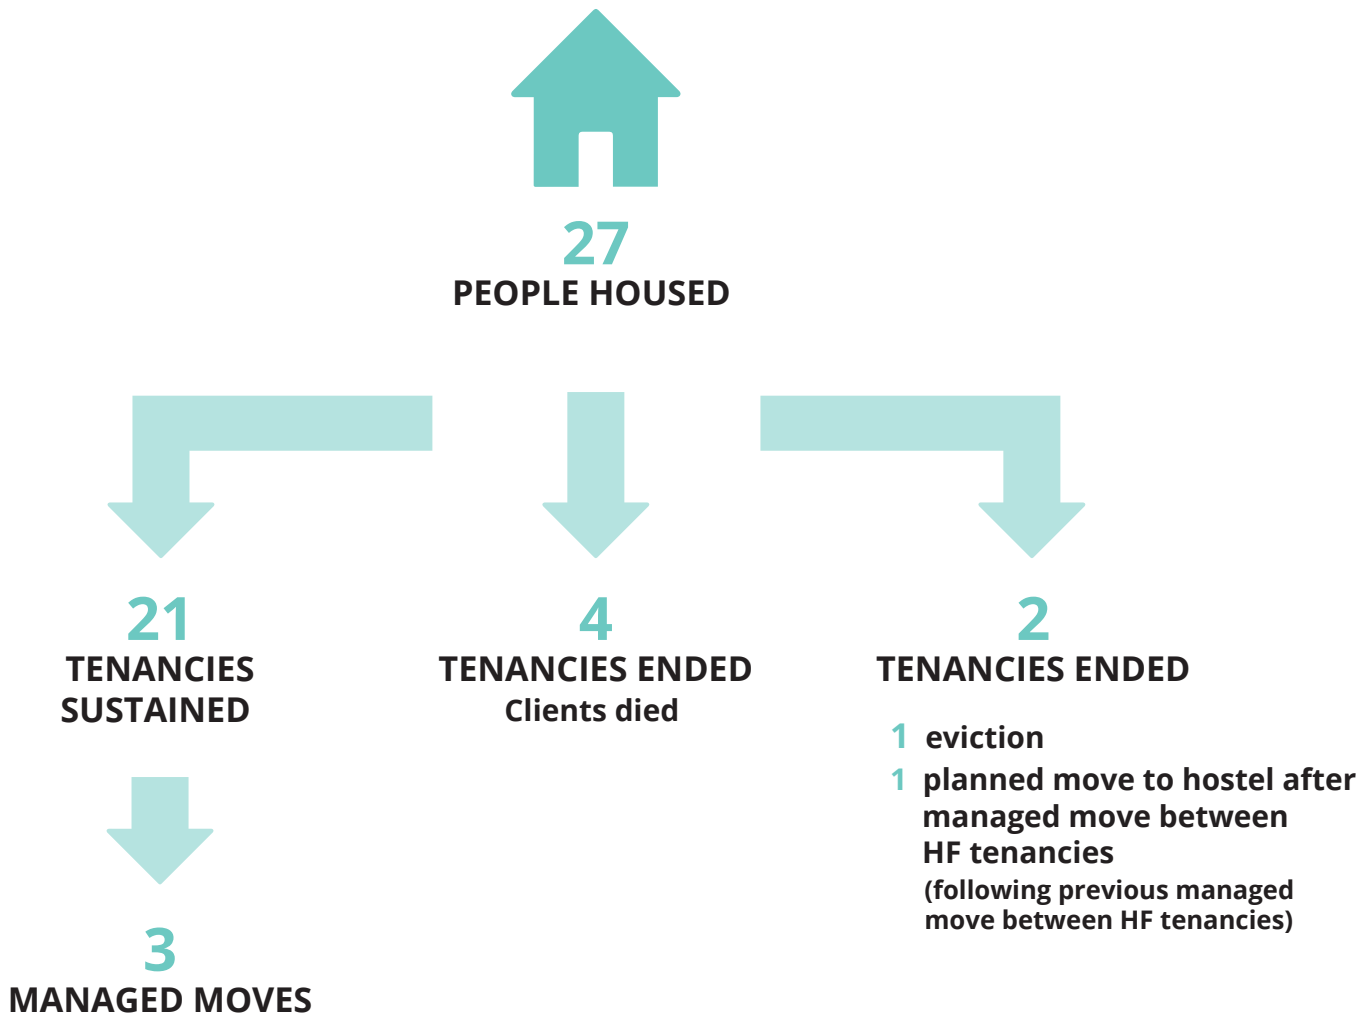 27
PEOPLE HOUSED
21
TENANCIES
SUSTAINED
3
MANAGED MOVES
4
TENANCIES ENDED
Clients died
2
TENANCIES ENDED
1 eviction
1 planned move to hostel after
managed move between
HF tenancies
(following previous managed
move between HF tenancies)